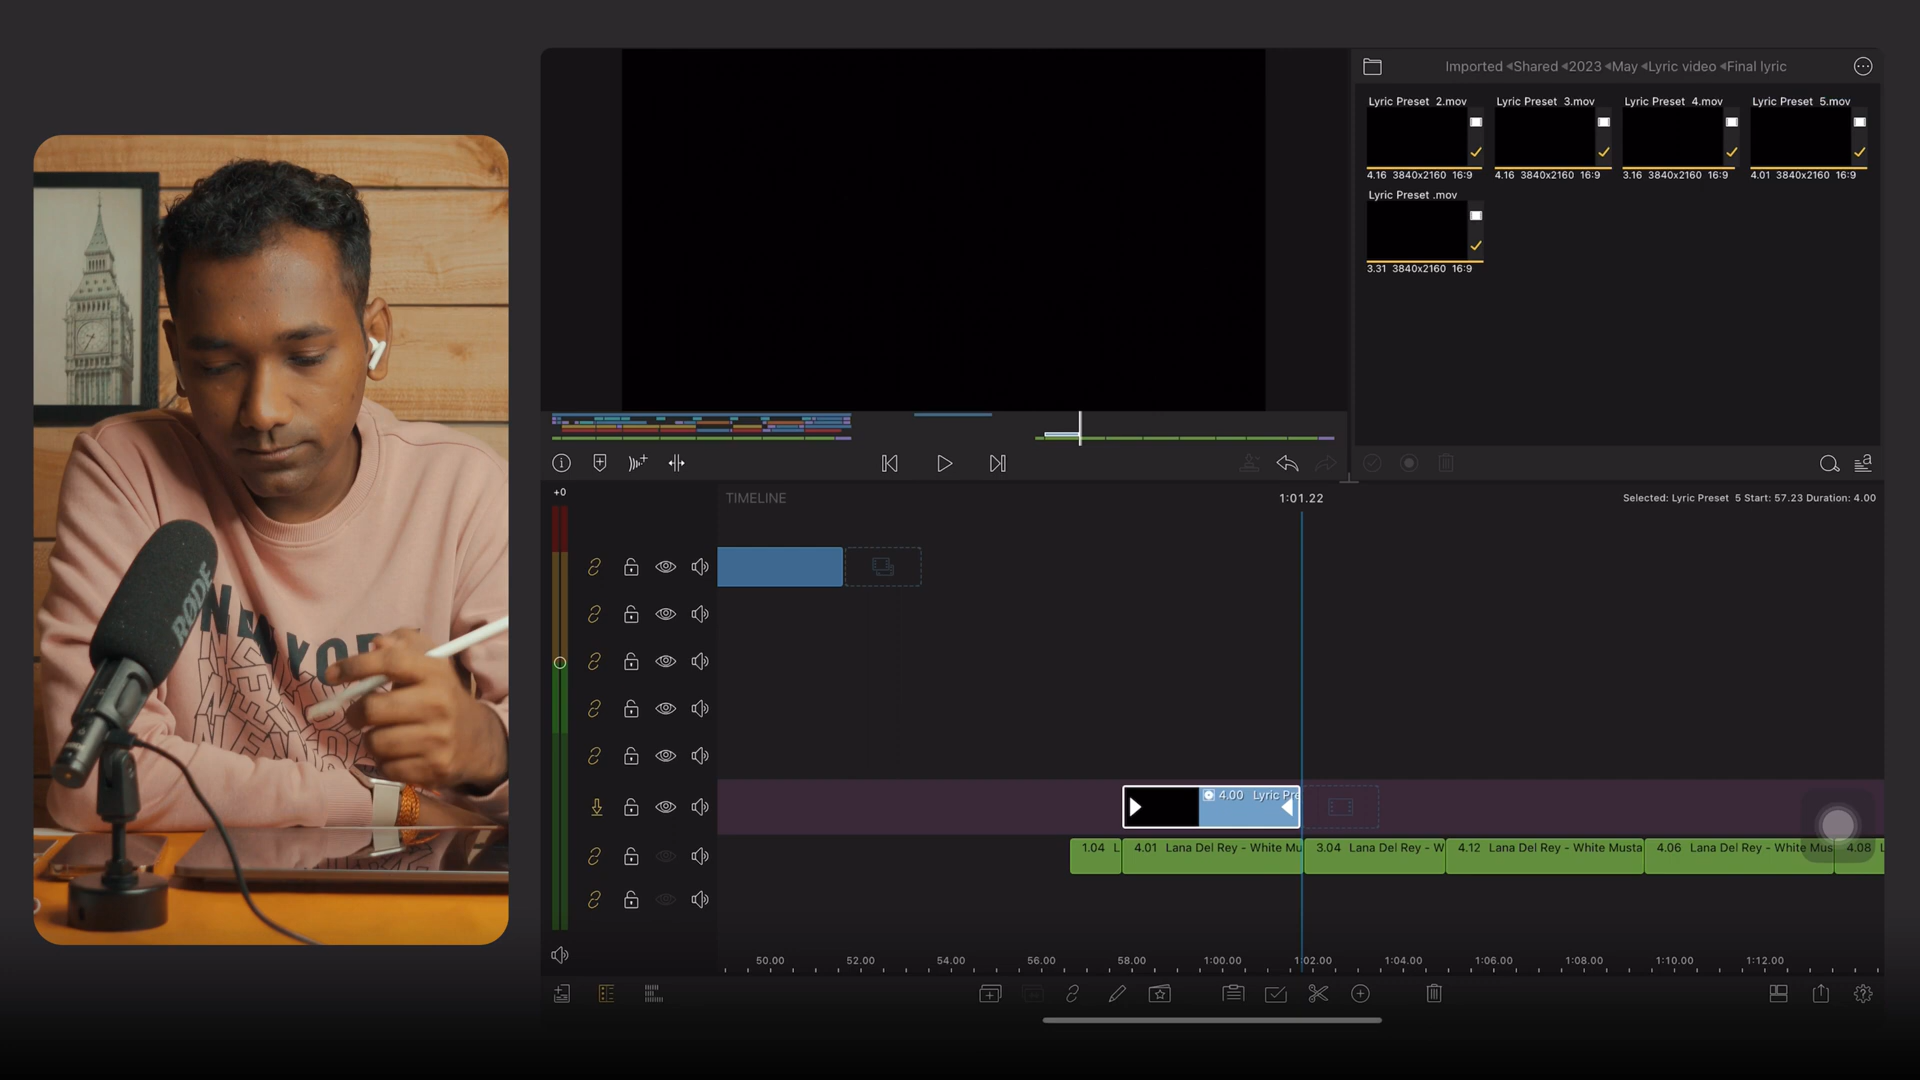 Imported ◂Shared ◂2023 ◂May ◂Lyric video ◂Final lyric
Lyric Preset 2.mov
Lyric Preset 3.mov
Lyric Preset 4.mov
Lyric Preset 5.mov
4.16 3840x2160 16:9
4.16 3840x2160 16:9
3.16 3840x2160 16:9
4.01 3840x2160 16:9
Lyric Preset .mov
3.31 3840x2160 16:9
+0
TIMELINE
1:01.22
Selected: Lyric Preset 5 Start: 57.23 Duration: 4.00
RØDE
NEW YORK
NEW
4.00 Lyric Pre
1.04 L
4.01 Lana Del Rey - White Mu
3.04 Lana Del Rey - W
4.12 Lana Del Rey - White Musta
4.06 Lana Del Rey - White Mus
4.08 L
50.00 52.00 54.00 56.00 58.00 1:00.00 1:02.00 1:04.00 1:06.00 1:08.00 1:10.00 1:12.00